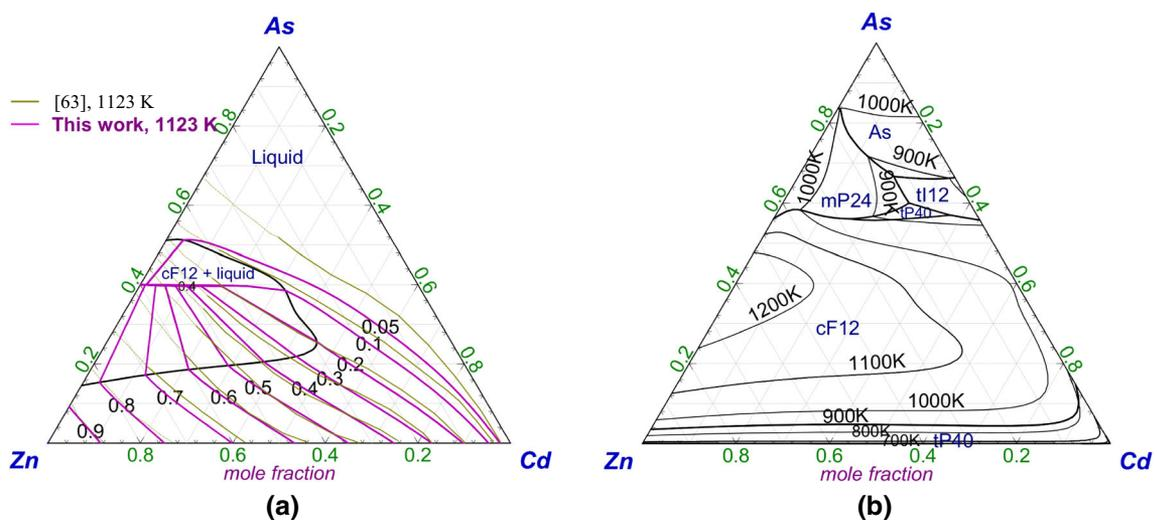 As
As
[63], 1123 K
This work, 1123 K
0.8
0.2
Liquid
0.6
0.4
cF12 + liquid
0.4
0.4
0.6
0.05
0.1
0.2
0.2
0.3
0.4
0.5
0.6
0.7
0.8
0.9
0.8
Zn
0.8
0.6
0.4
0.2
Cd
mole fraction
(a)
1000K
0.8
As
0.2
900K
1000K
900K
mP24
tI12
tP40
0.6
0.4
0.4
0.6
1200K
cF12
0.2
1100K
0.8
1000K
900K
800K
700K
tP40
Zn
0.8
0.6
0.4
0.2
Cd
mole fraction
(b)